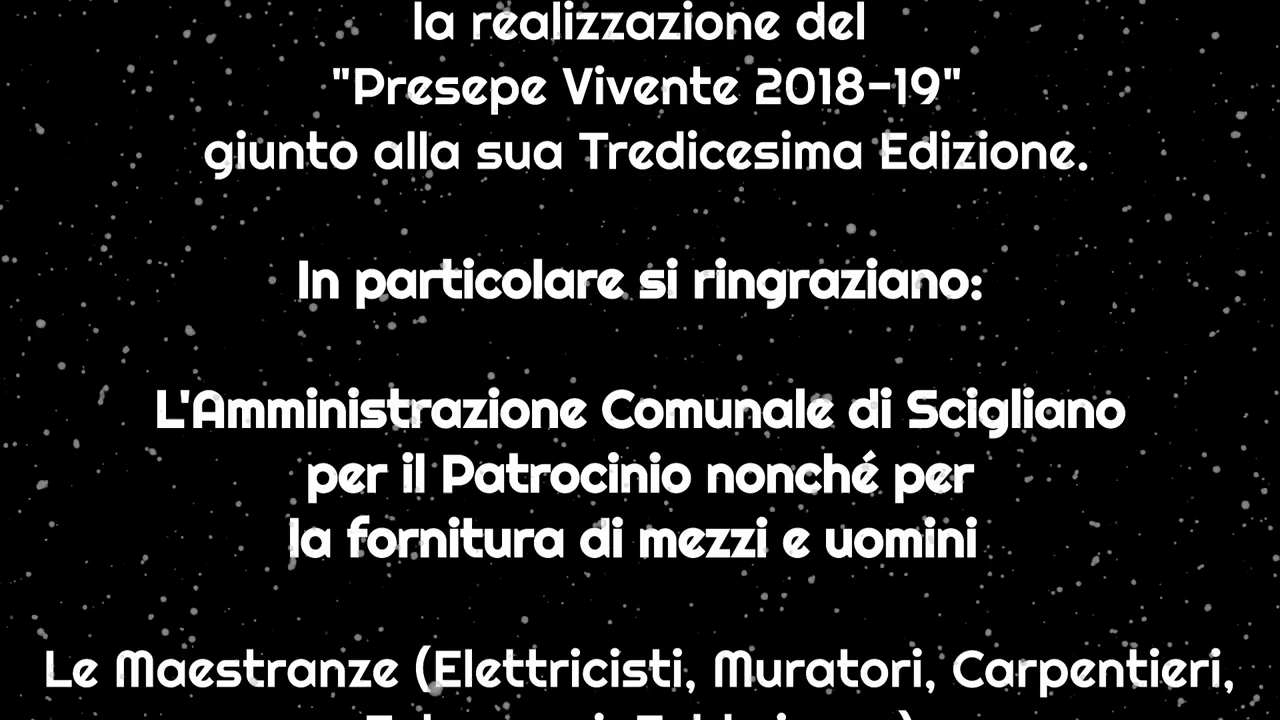 la realizzazione del
"Presepe Vivente 2018-19"
giunto alla sua Tredicesima Edizione.
In particolare si ringraziano:
L'Amministrazione Comunale di Scigliano
per il Patrocinio nonché per
la fornitura di mezzi e uomini
Le Maestranze (Elettricisti, Muratori, Carpentieri,